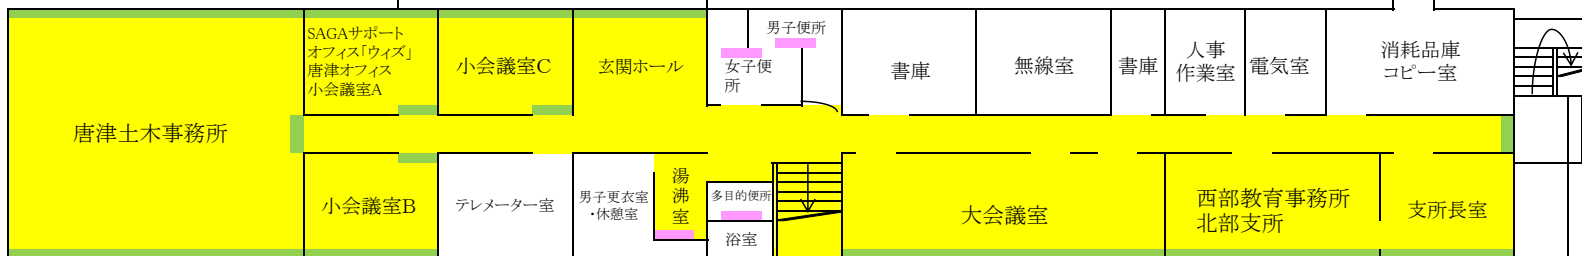 SAGAサポート
オフィス「ウィズ」
唐津オフィス
小会議室A
小会議室C
玄関ホール
男子便所
女子便
所
書庫
無線室
書庫
人事
作業室
電気室
消耗品庫
コピー室
唐津土木事務所
小会議室B
テレメーター室
男子更衣室
・休憩室
湯
沸
室
多目的便所
浴室
大会議室
西部教育事務所
北部支所
支所長室